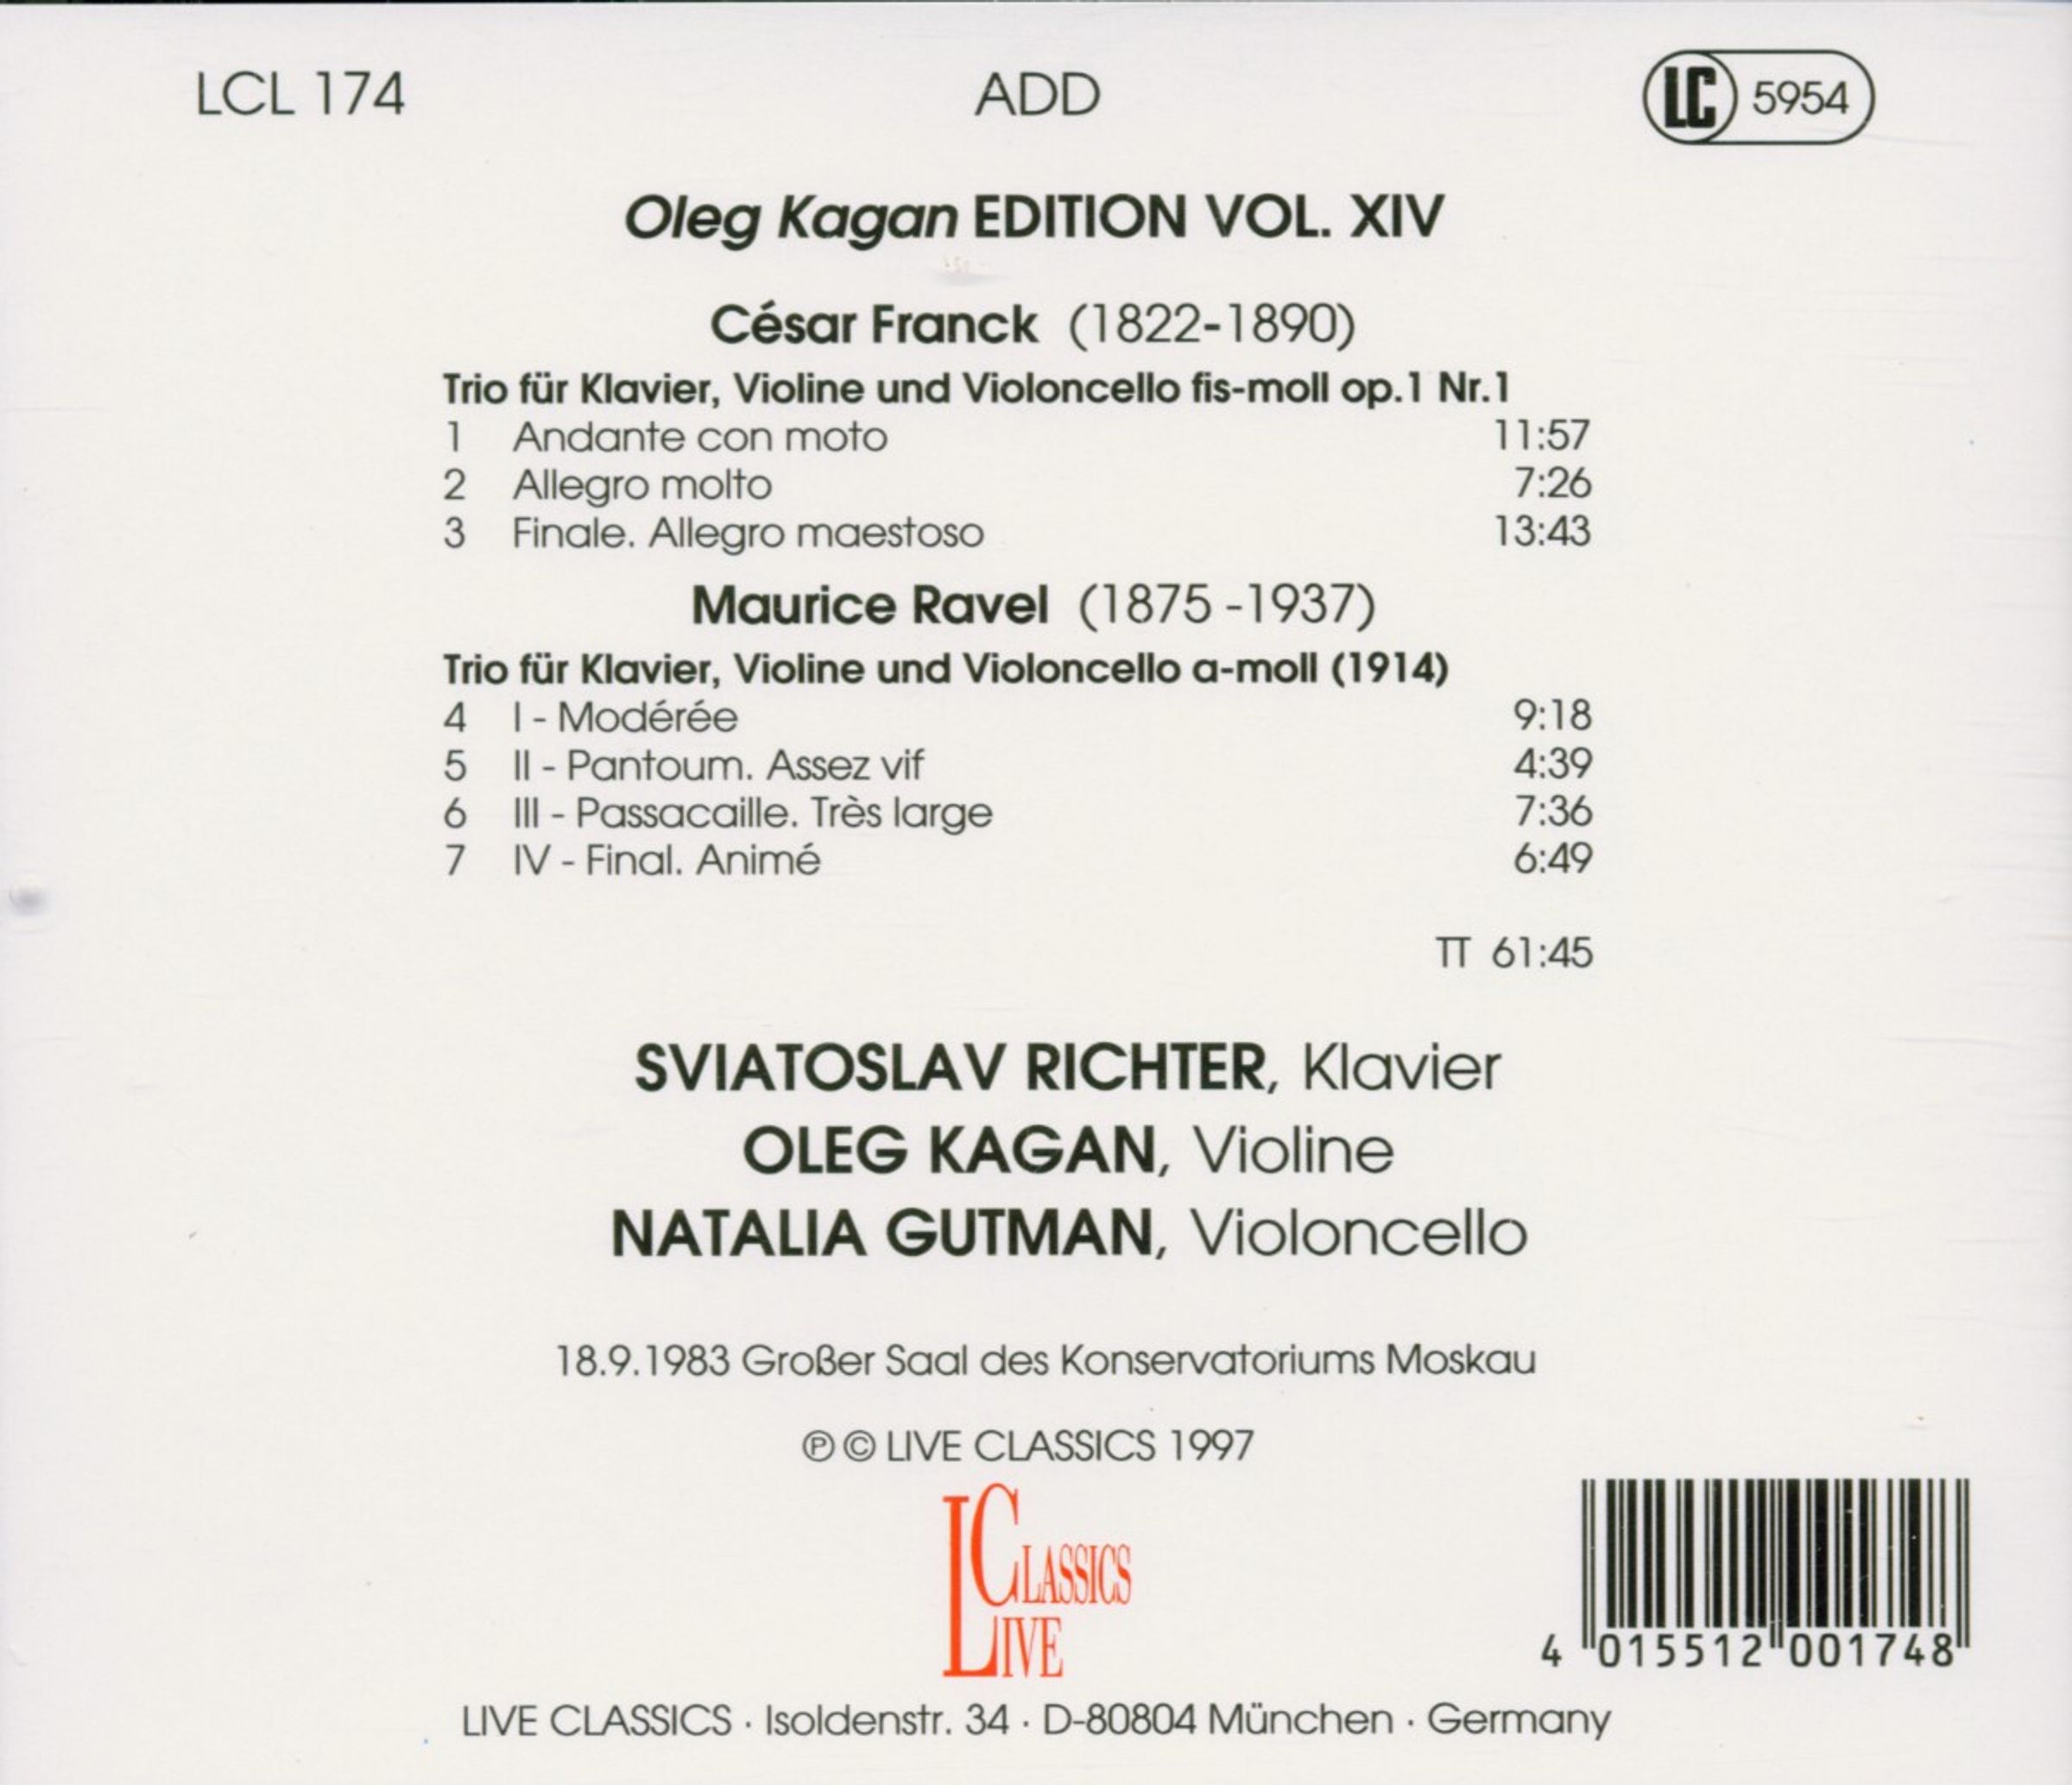 LCL 174 ADD LC 5954
Oleg Kagan EDITION VOL. XIV
César Franck (1822-1890)
Trio für Klavier, Violine und Violoncello fis-moll op.1 Nr.1
1 Andante con moto 11:57
2 Allegro molto 7:26
3 Finale. Allegro maestoso 13:43
Maurice Ravel (1875-1937)
Trio für Klavier, Violine und Violoncello a-moll (1914)
4 I - Modérée 9:18
5 II - Pantoum. Assez vif 4:39
6 III - Passacaille. Très large 7:36
7 IV - Final. Animé 6:49
TT 61:45
SVIATOSLAV RICHTER, Klavier
OLEG KAGAN, Violine
NATALIA GUTMAN, Violoncello
18.9.1983 Großer Saal des Konservatoriums Moskau
℗ © LIVE CLASSICS 1997
CLASSICS
LIVE
4 015512 001748
LIVE CLASSICS · Isoldenstr. 34 · D-80804 München · Germany